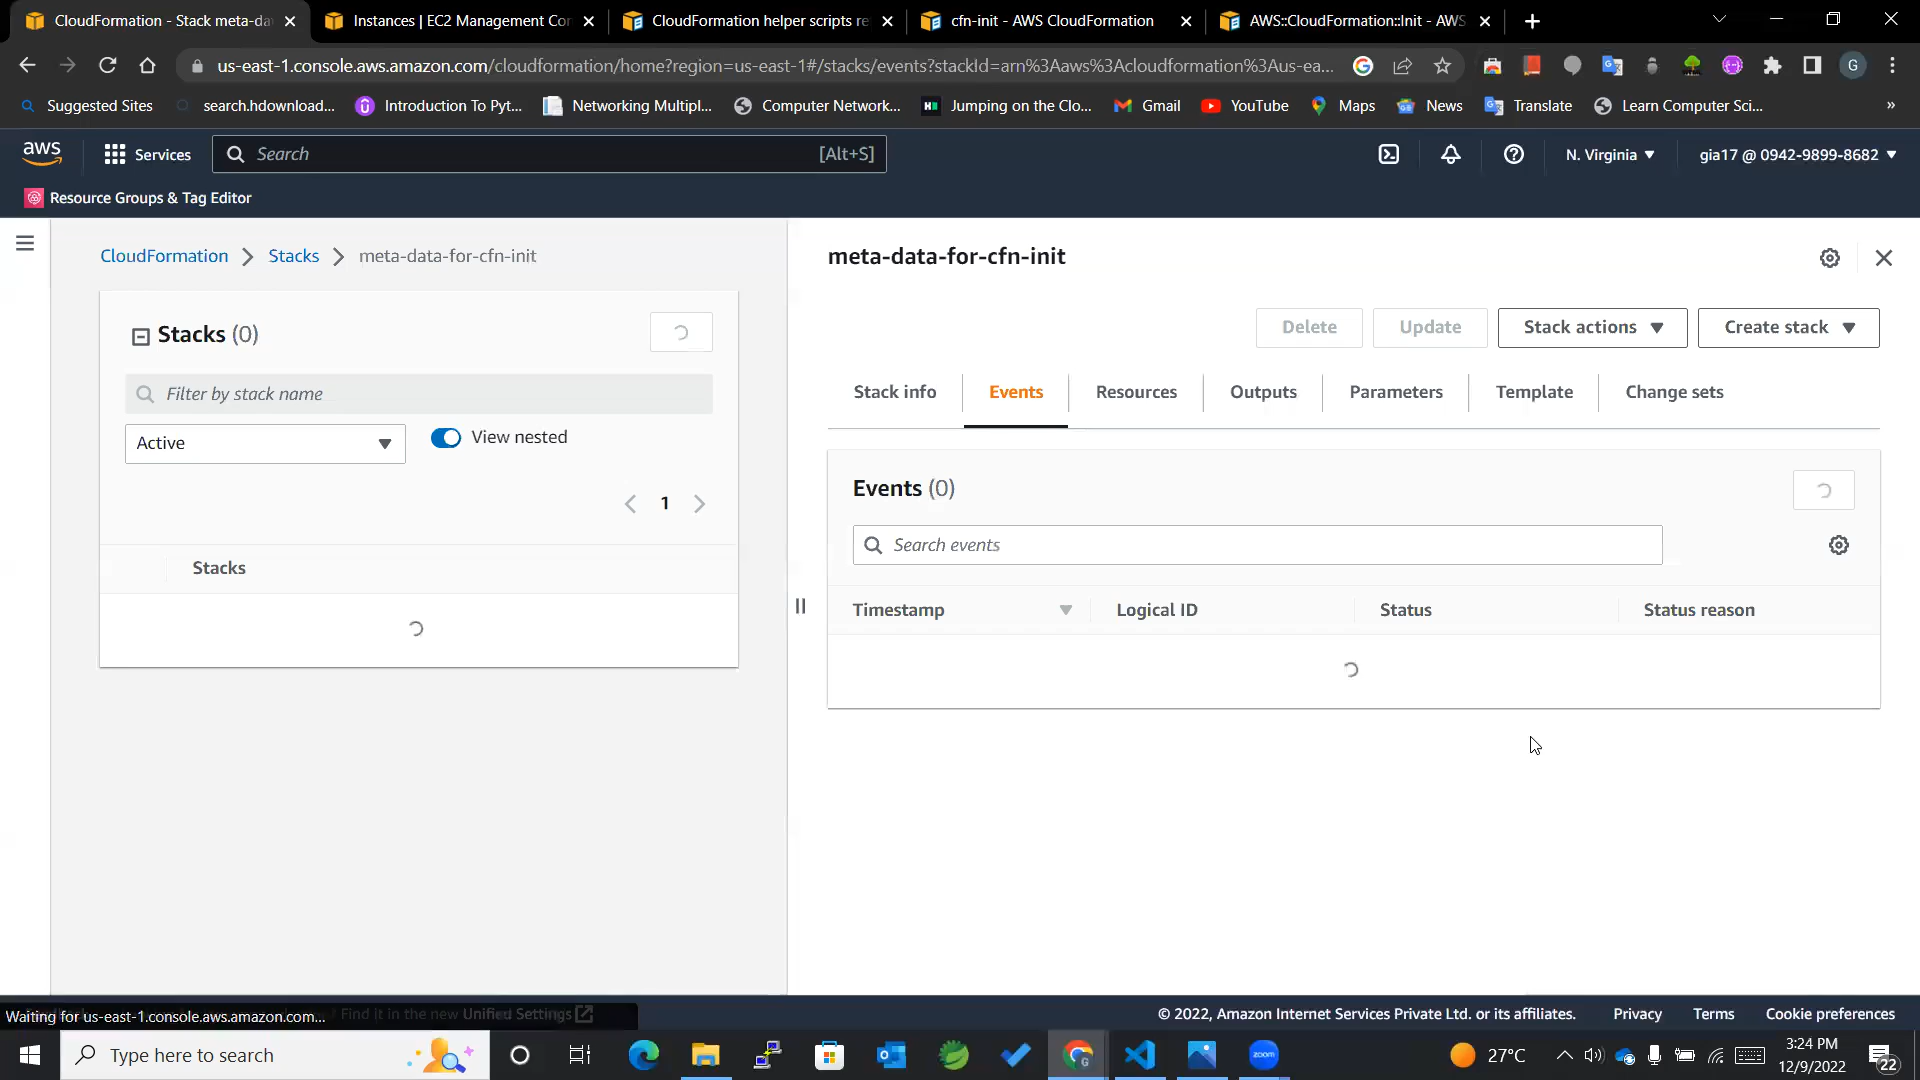 CloudFormation - Stack meta-da
Instances | EC2 Management Con
CloudFormation helper scripts re
cfn-init - AWS CloudFormation
AWS::CloudFormation::Init - AWS
us-east-1.console.aws.amazon.com/cloudformation/home?region=us-east-1#/stacks/events?stackId=arn%3Aaws%3Acloudformation%3Aus-ea...
G
Suggested Sites
search.hdownload...
Introduction To Pyt...
Networking Multipl...
Computer Network...
Jumping on the Clo...
Gmail
YouTube
Maps
News
Translate
Learn Computer Sci...
»
aws
Services
Search
[Alt+S]
N. Virginia
gia17 @ 0942-9899-8682
Resource Groups & Tag Editor
CloudFormation
Stacks
meta-data-for-cfn-init
meta-data-for-cfn-init
Stacks (0)
Filter by stack name
Active
View nested
1
Stacks
Delete
Update
Stack actions
Create stack
Stack info
Events
Resources
Outputs
Parameters
Template
Change sets
Events (0)
Search events
Timestamp
Logical ID
Status
Status reason
Waiting for us-east-1.console.aws.amazon.com...
Find it in the new Unified Settings
© 2022, Amazon Internet Services Private Ltd. or its affiliates.
Privacy
Terms
Cookie preferences
Type here to search
zoom
27°C
3:24 PM
12/9/2022
22